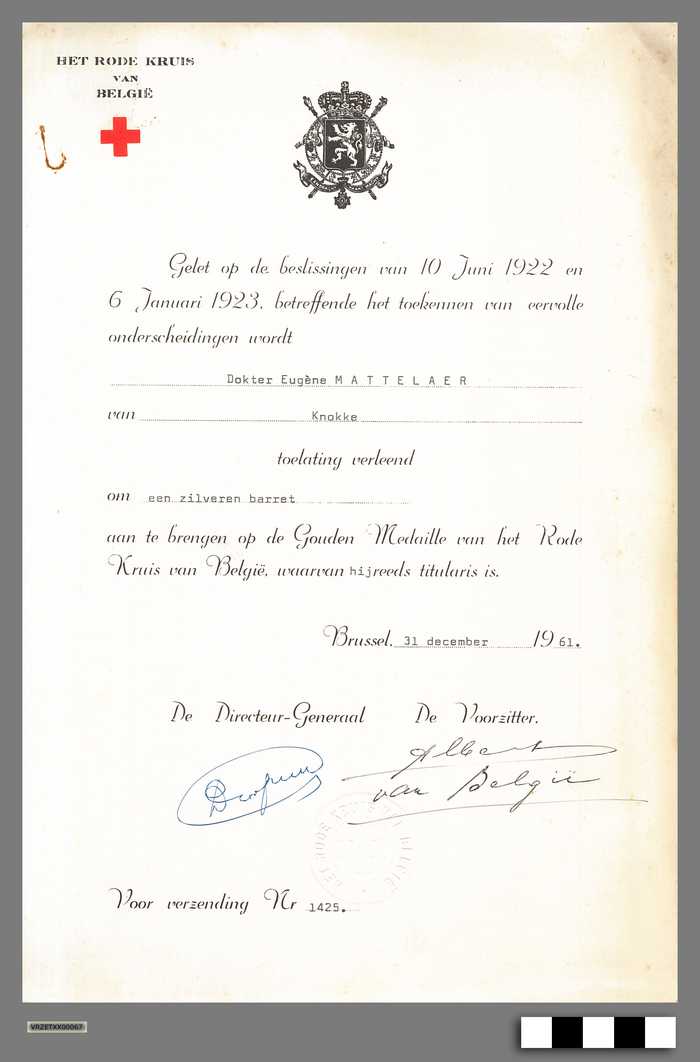 HET RODE KRUIS
VAN
BELGIË
Gelet op de beslissingen van 10 Juni 1922 en
6 Januari 1923, betreffende het toekennen van eervolle
onderscheidingen wordt
Dokter Eugène M A T T E L A E R
van Knokke
toelating verleend
om een zilveren barret
aan te brengen op de Gouden Medaille van het Rode
Kruis van België, waarvan hij reeds titularis is.
Brussel, 31 december 19 61.
De Directeur-Generaal De Voorzitter,
Albert
van België
Voor verzending Nr 1425.
VRZETXX00067